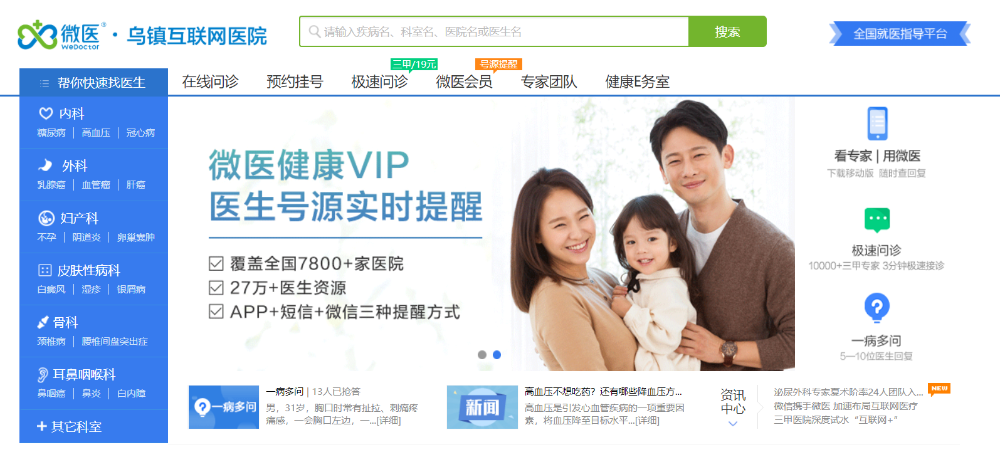 微医®
WeDoctor
· 乌镇互联网医院
请输入疾病名、科室名、医院名或医生名
搜索
全国就医指导平台
帮你快速找医生
在线问诊
预约挂号
三甲/19元
极速问诊
号源提醒
微医会员
专家团队
健康E务室
内科
糖尿病 | 高血压 | 冠心病
外科
乳腺癌 | 血管瘤 | 肝癌
妇产科
不孕 | 阴道炎 | 卵巢囊肿
皮肤性病科
白癜风 | 湿疹 | 银屑病
骨科
颈椎病 | 腰椎间盘突出症
耳鼻咽喉科
鼻咽癌 | 鼻炎 | 白内障
+ 其它科室
微医健康VIP
医生号源实时提醒
覆盖全国7800+家医院
27万+医生资源
APP+短信+微信三种提醒方式
看专家 | 用微医
下载移动版 随时查回复
极速问诊
10000+三甲专家 3分钟极速接诊
一病多问
5—10位医生回复
一病多问
一病多问 | 13人已抢答
男，31岁，胸口时常有扯拉、刺痛疼
痛感，一会胸口左边，一...[详细]
新闻
高血压不想吃药？还有哪些降血压方...
高血压是引发心血管疾病的一项重要因
素，将血压降至目标水平...[详细]
资讯
中心
泌尿外科专家夏术阶率24人团队入...
NEW
微信携手微医 加速布局互联网医疗
三甲医院深度试水“互联网+”